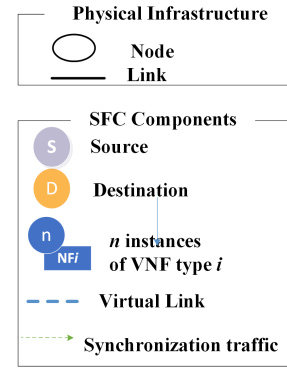 Physical Infrastructure
Node
Link
SFC Components
S
Source
D
Destination
n
NFi
n instances
of VNF type i
Virtual Link
Synchronization traffic